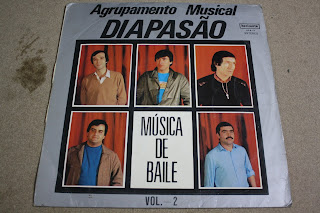 Agrupamento Musical
DIAPASÃO
MÚSICA
DE
BAILE
VOL. - 2